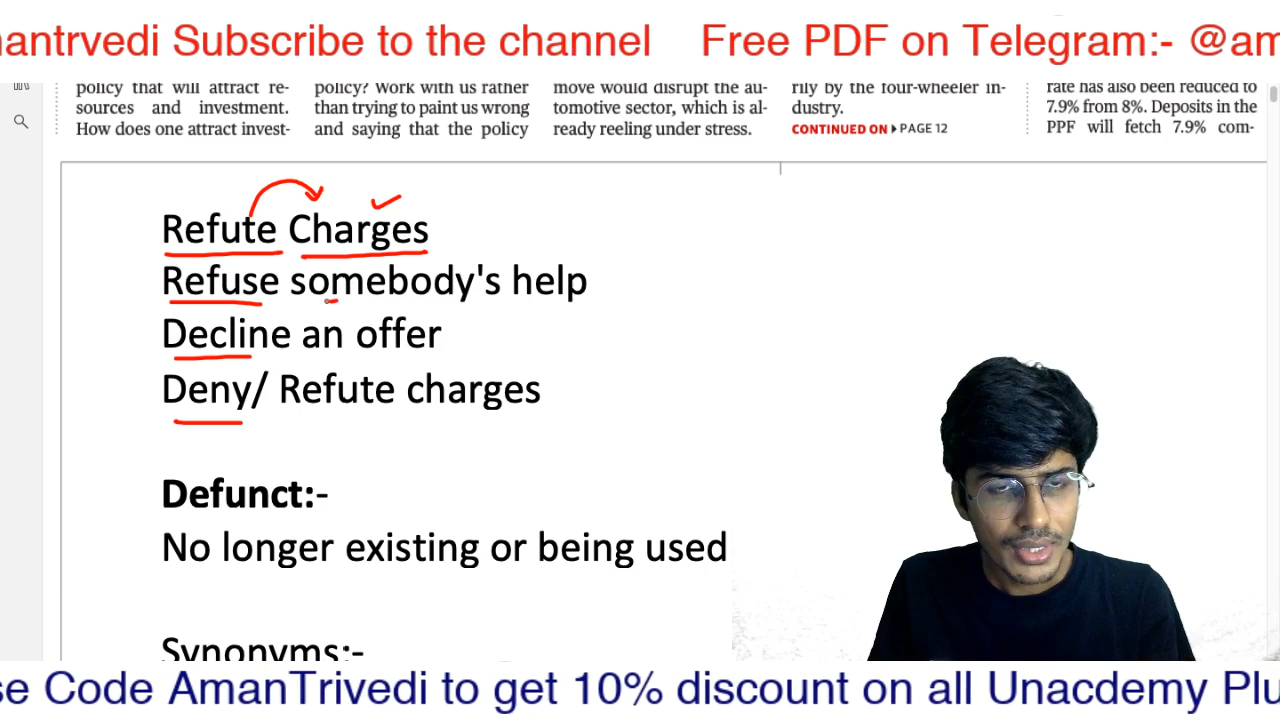 antrvedi Subscribe to the channel Free PDF on Telegram:- @am
policy that will attract re-
sources and investment.
How does one attract invest-
policy? Work with us rather
than trying to paint us wrong
and saying that the policy
move would disrupt the au-
tomotive sector, which is al-
ready reeling under stress.
rily by the four-wheeler in-
dustry.
CONTINUED ON ▸ PAGE 12
rate has also been reduced to
7.9% from 8%. Deposits in the
PPF will fetch 7.9% com-
Refute Charges
Refuse somebody's help
Decline an offer
Deny/ Refute charges
Defunct:-
No longer existing or being used
Synonyms:-
se Code AmanTrivedi to get 10% discount on all Unacdemy Plu